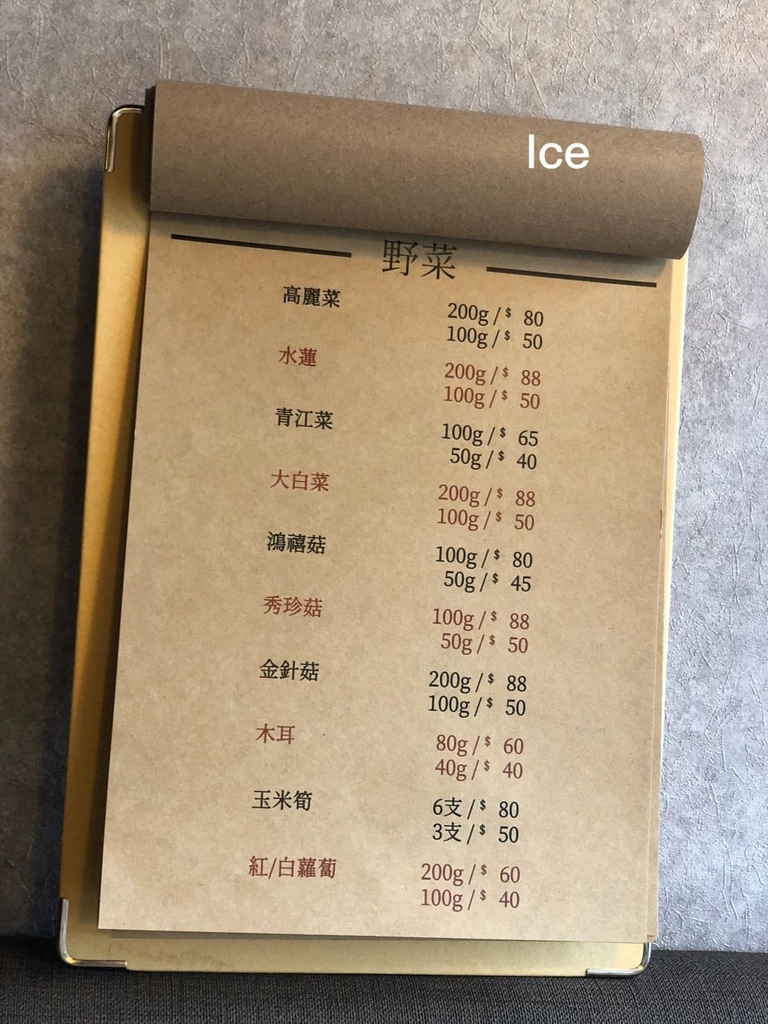 Ice
野菜
高麗菜 200g / $ 80
100g / $ 50
水蓮 200g / $ 88
100g / $ 50
青江菜 100g / $ 65
50g / $ 40
大白菜 200g / $ 88
100g / $ 50
鴻禧菇 100g / $ 80
50g / $ 45
秀珍菇 100g / $ 88
50g / $ 50
金針菇 200g / $ 88
100g / $ 50
木耳 80g / $ 60
40g / $ 40
玉米筍 6支 / $ 80
3支 / $ 50
紅/白蘿蔔 200g / $ 60
100g / $ 40